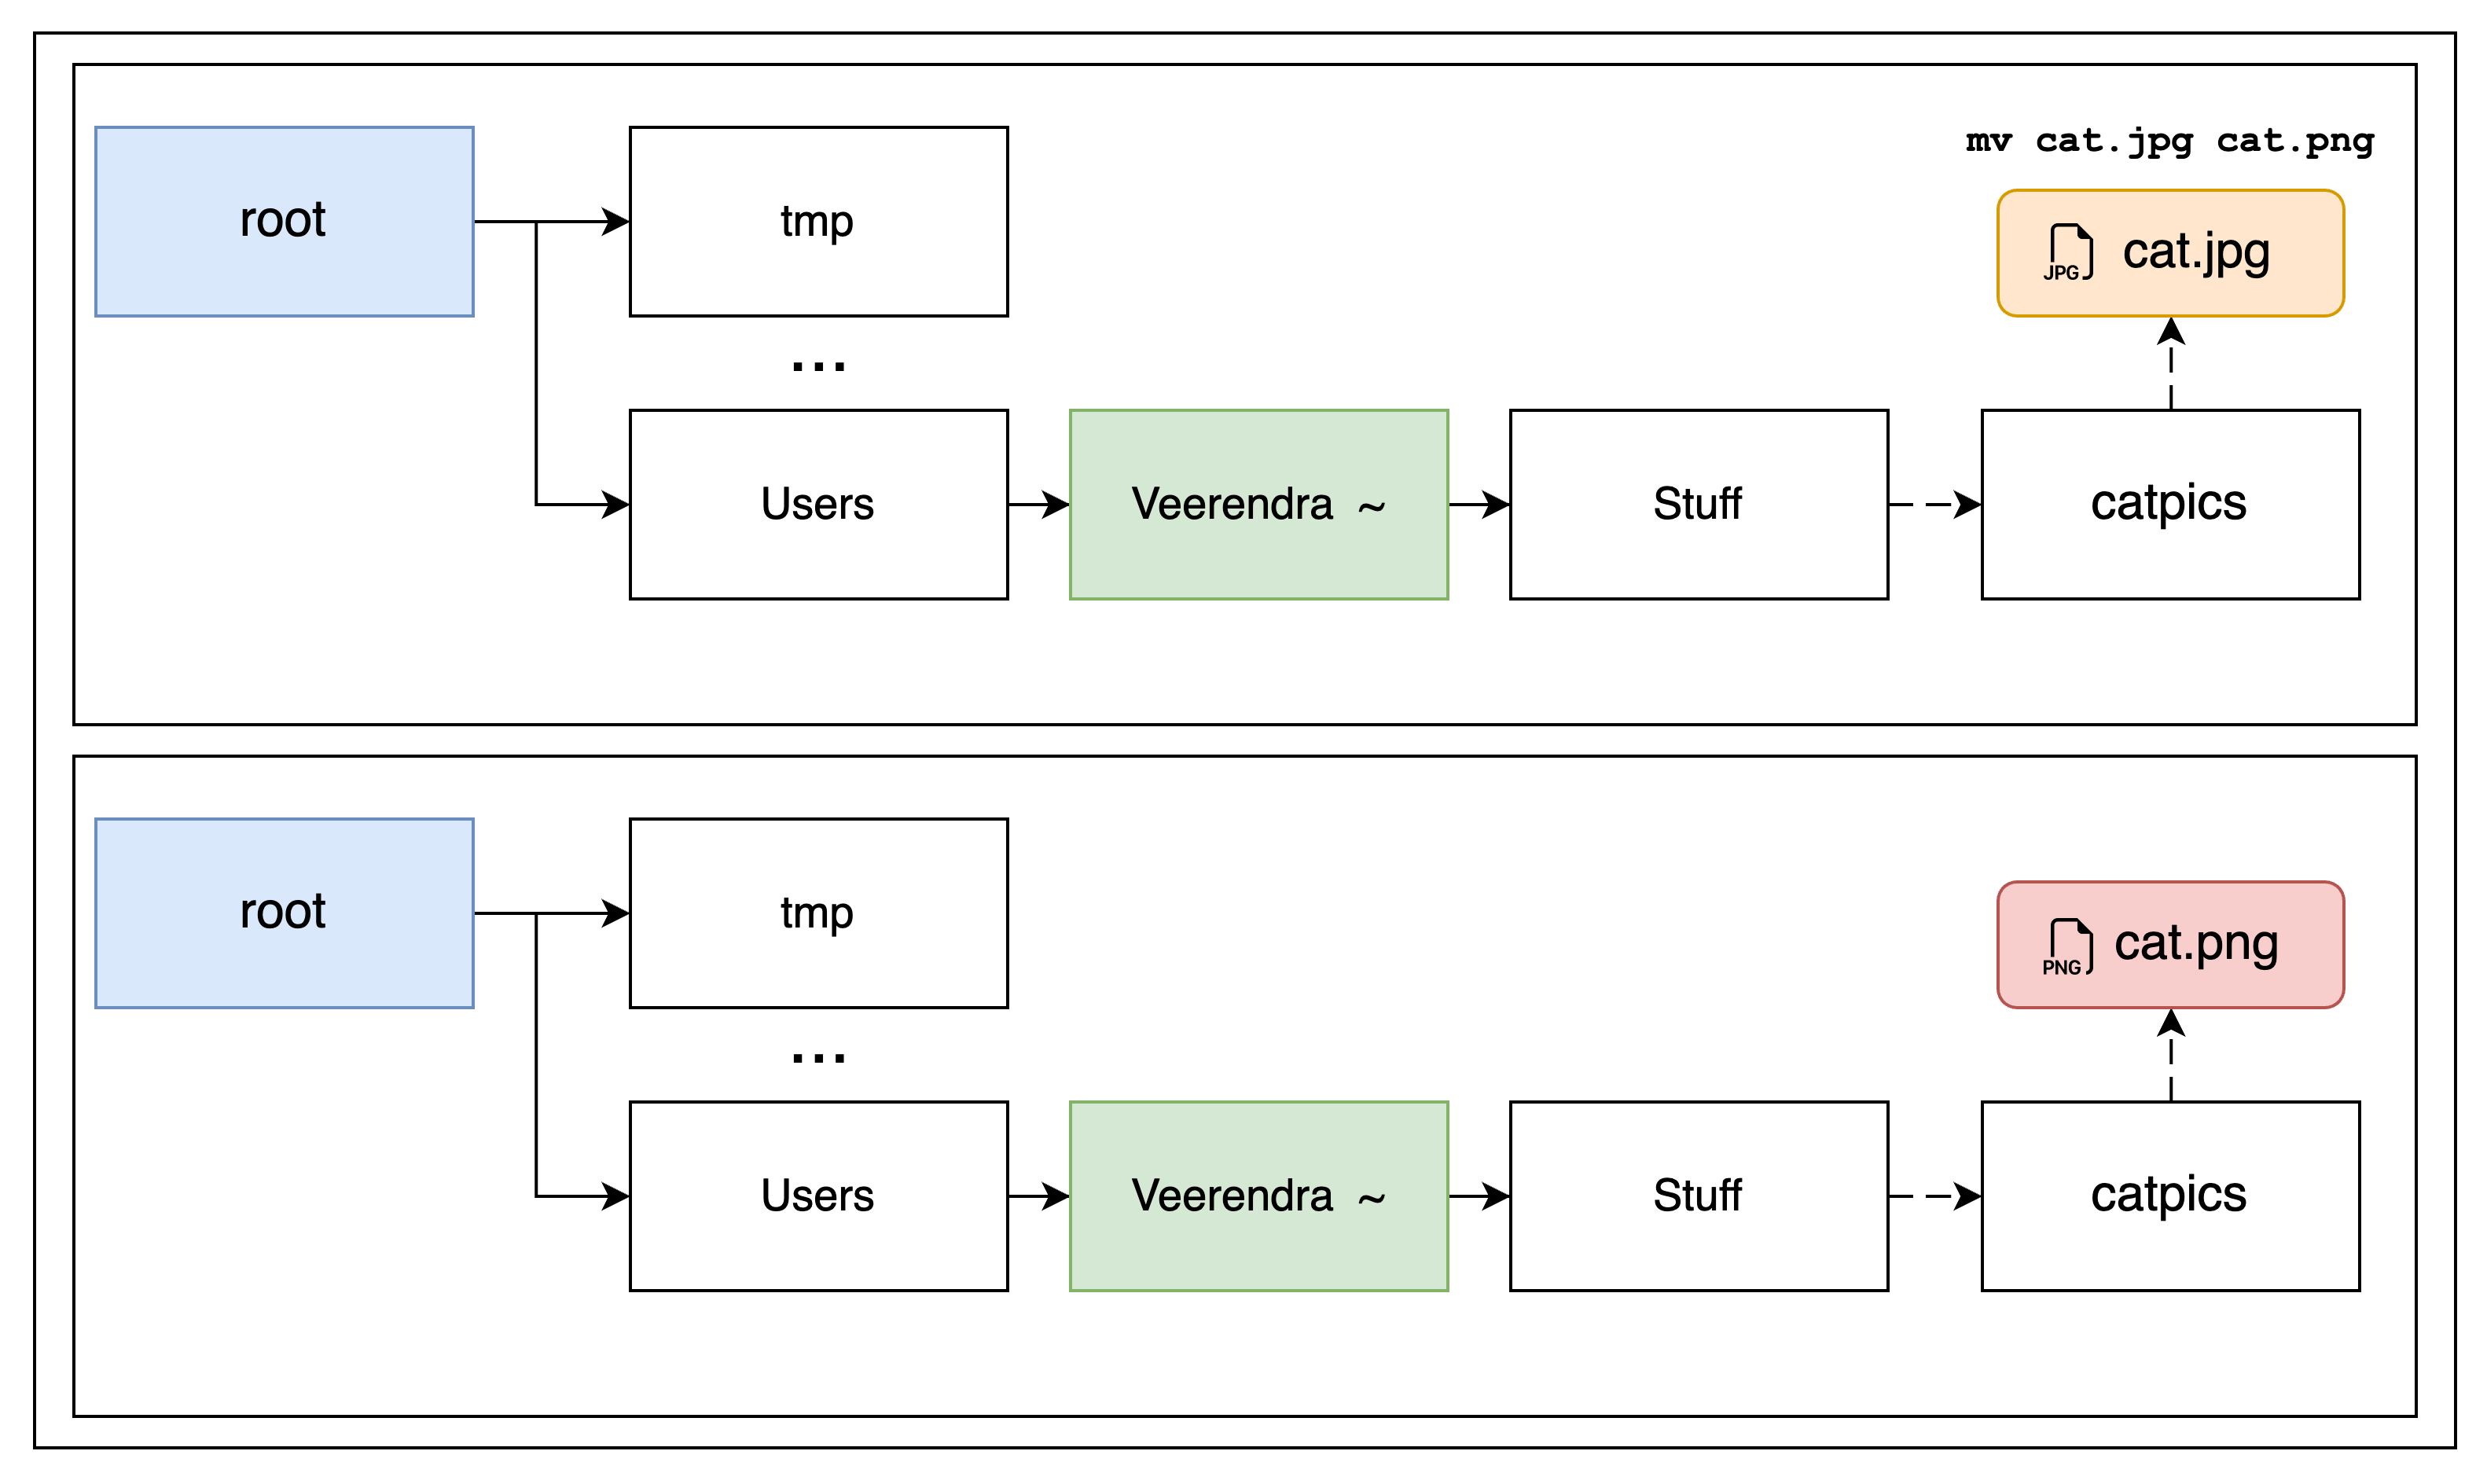 mv cat.jpg cat.png
root
tmp
JPG cat.jpg
...
Users
Veerendra ~
Stuff
catpics
root
tmp
PNG cat.png
...
Users
Veerendra ~
Stuff
catpics